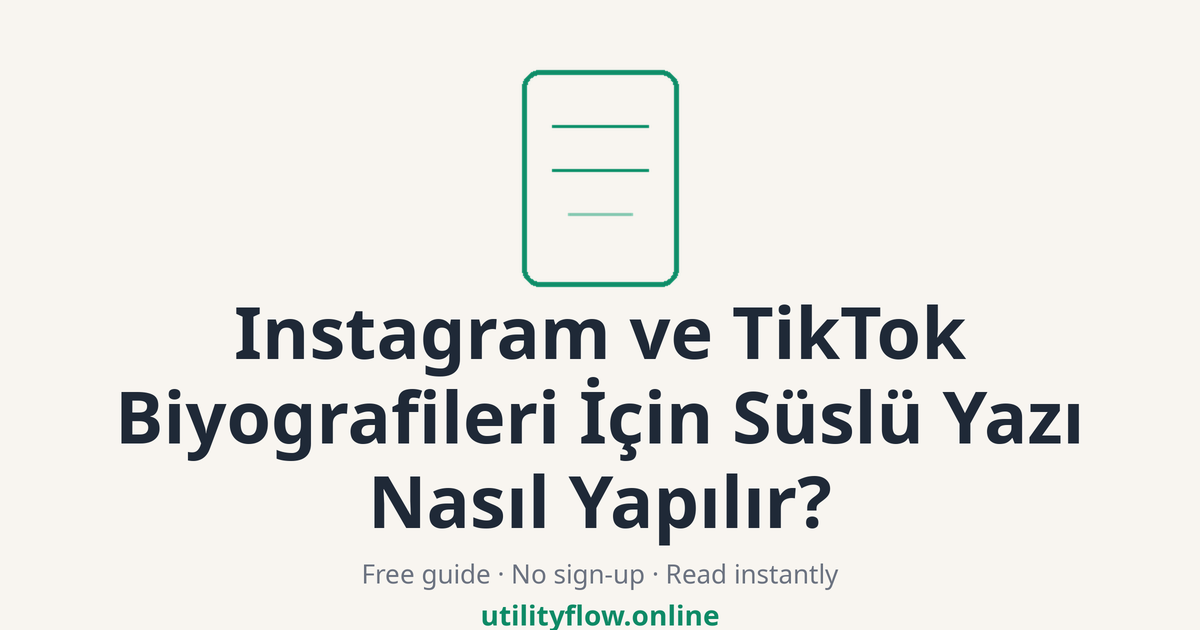 Instagram ve TikTok
Biyografileri İçin Süslü Yazı
Nasıl Yapılır?
Free guide · No sign-up · Read instantly
utilityflow.online